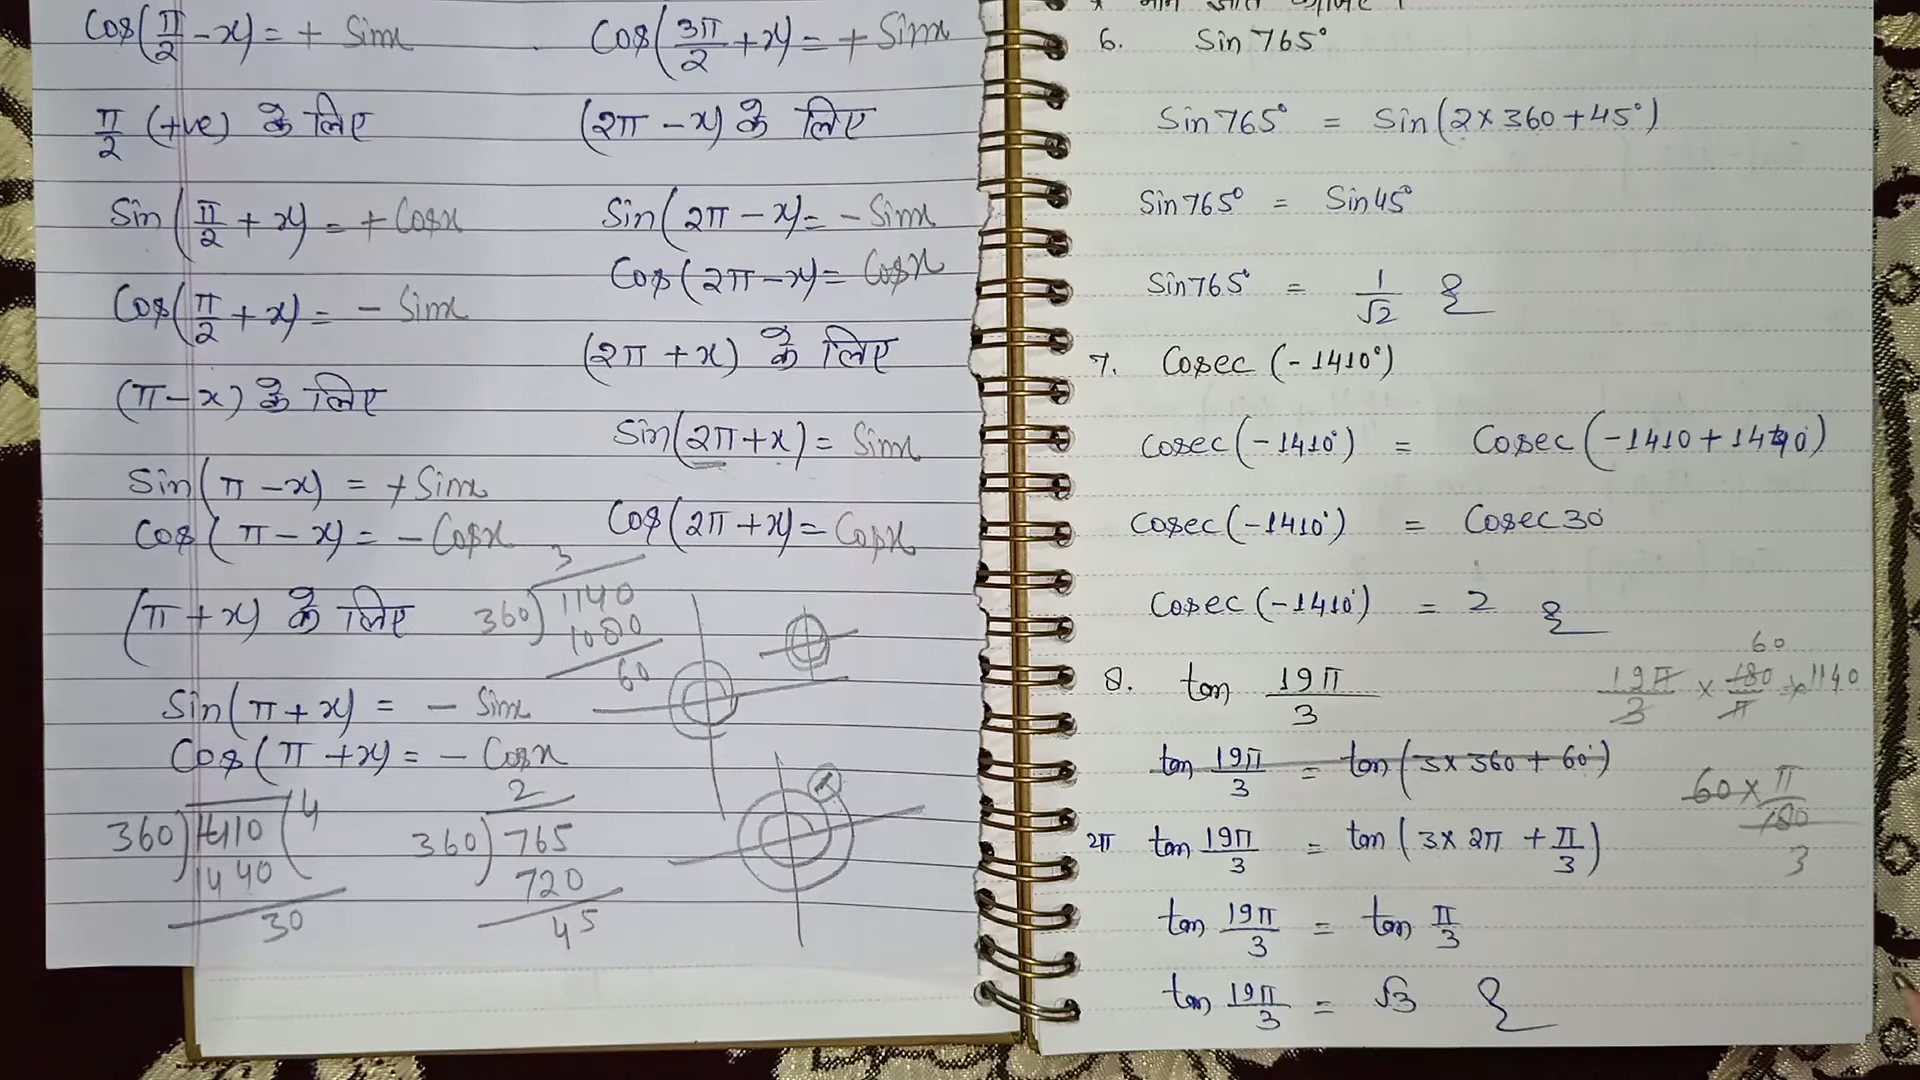 Cos(π/2 - x) = + Sinx
π/2 (+ve) के लिए
Sin(π/2 + x) = + Cosx
Cos(π/2 + x) = - Sinx
(π - x) के लिए
Sin(π - x) = + Sinx
Cos(π - x) = - Cosx
(π + x) के लिए
Sin(π + x) = - Sinx
Cos(π + x) = - Cosx
360) 1410 (4
1440
30
2
360) 765
720
45
Cos(3π/2 + x) = + Sinx
(2π - x) के लिए
Sin(2π - x) = - Sinx
Cos(2π - x) = Cosx
(2π + x) के लिए
Sin(2π + x) = Sinx
Cos(2π + x) = Cosx
3
360) 1140
1080
60
6. Sin 765°
Sin 765° = Sin(2 x 360 + 45°)
Sin 765° = Sin 45°
Sin 765° = 1/√2
7. Cosec (-1410°)
Cosec (-1410°) = Cosec (-1410 + 1440°)
Cosec (-1410°) = Cosec 30°
Cosec (-1410°) = 2
8. tan 19π/3
60
19π/3 x 180/π 1140
tan 19π/3 = tan (3 x 360 + 60°)
60 x π/180
3
या tan 19π/3 = tan (3 x 2π + π/3)
tan 19π/3 = tan π/3
tan 19π/3 = √3